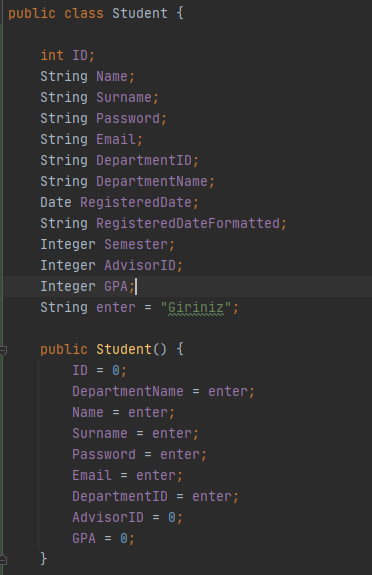 public class Student {
int ID;
String Name;
String Surname;
String Password;
String Email;
String DepartmentID;
String DepartmentName;
Date RegisteredDate;
String RegisteredDateFormatted;
Integer Semester;
Integer AdvisorID;
Integer GPA;
String enter = "Giriniz";
public Student() {
ID = 0;
DepartmentName = enter;
Name = enter;
Surname = enter;
Password = enter;
Email = enter;
DepartmentID = enter;
AdvisorID = 0;
GPA = 0;
}